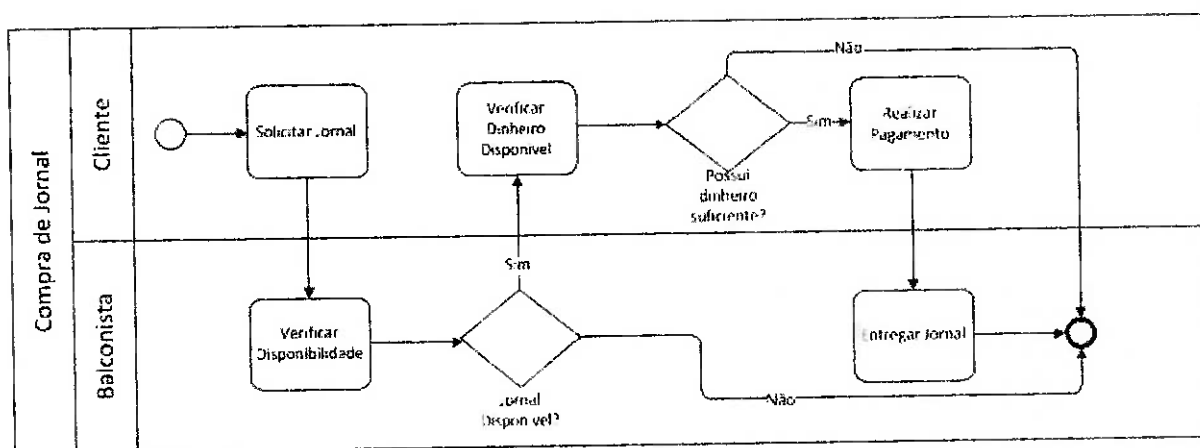 Compra de Jornal
Cliente
Solicitar Jornal
Verificar
Dinheiro
Disponível
Possui
dinheiro
suficiente?
Não
Sim
Realizar
Pagamento
Balconista
Verificar
Disponibilidade
Sim
Jornal
Disponível?
Não
Entregar Jornal